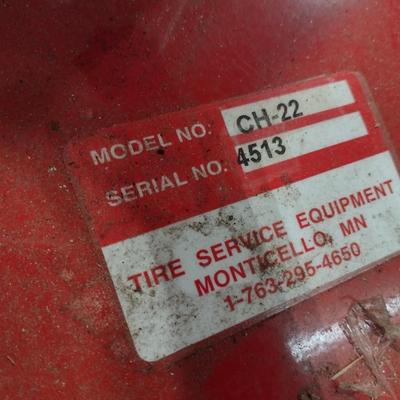 MODEL NO. CH-22
SERIAL NO. 4513
TIRE SERVICE EQUIPMENT
MONTICELLO, MN
1-763-295-4650